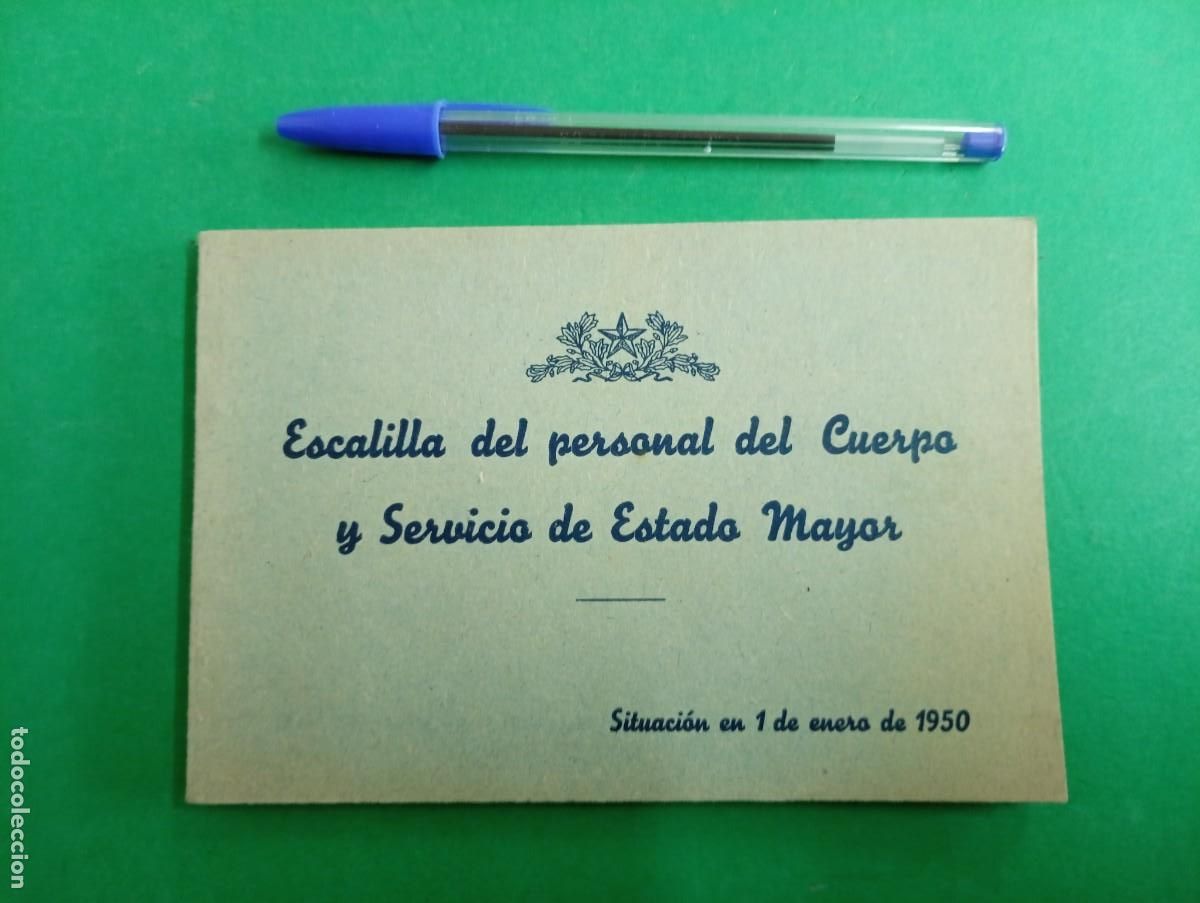 Escalilla del personal del Cuerpo
y Servicio de Estado Mayor
Situación en 1 de enero de 1950
todocoleccion